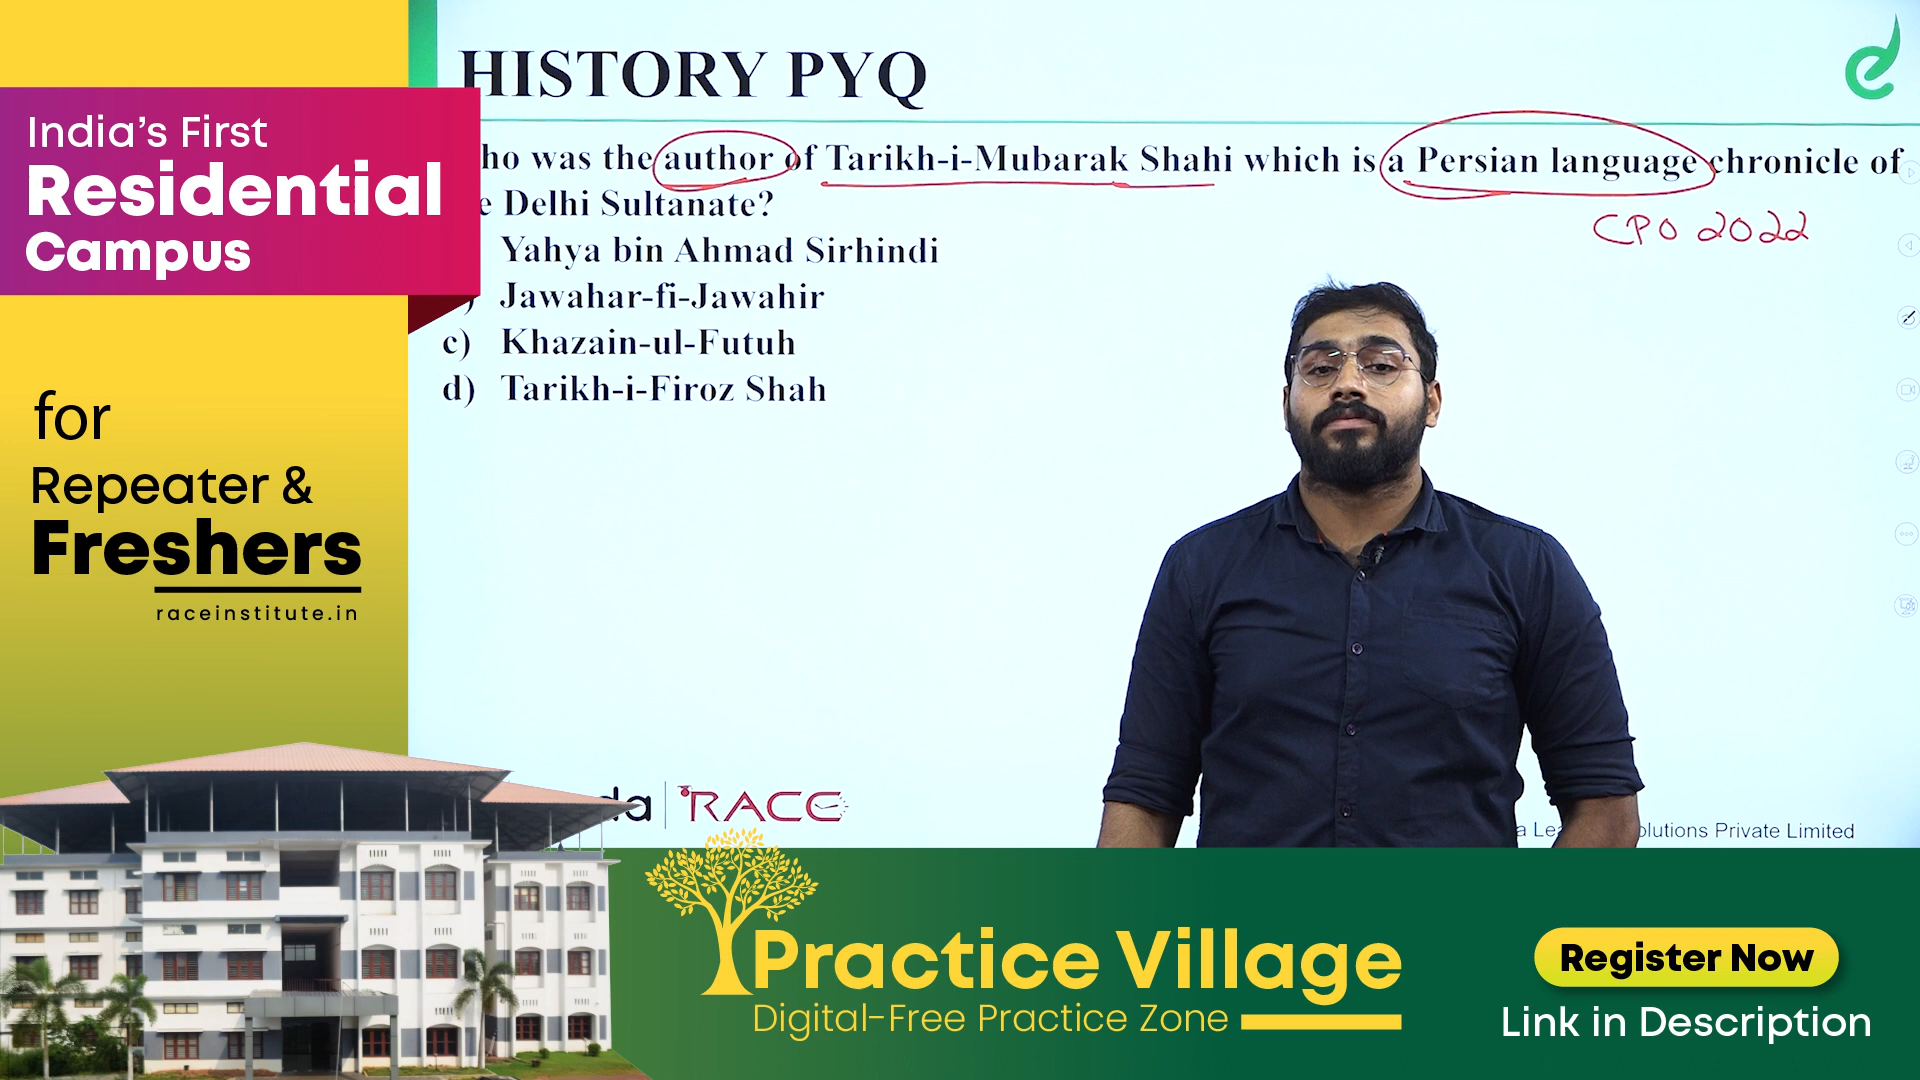 HISTORY PYQ
India's First
Residential
Campus
for
Repeater &
Freshers
raceinstitute.in
ho was the author of Tarikh-i-Mubarak Shahi which is a Persian language chronicle of
e Delhi Sultanate?
CPO 2022
Yahya bin Ahmad Sirhindi
) Jawahar-fi-Jawahir
c) Khazain-ul-Futuh
d) Tarikh-i-Firoz Shah
da RACE
a Lea olutions Private Limited
Practice Village
Digital-Free Practice Zone
Register Now
Link in Description